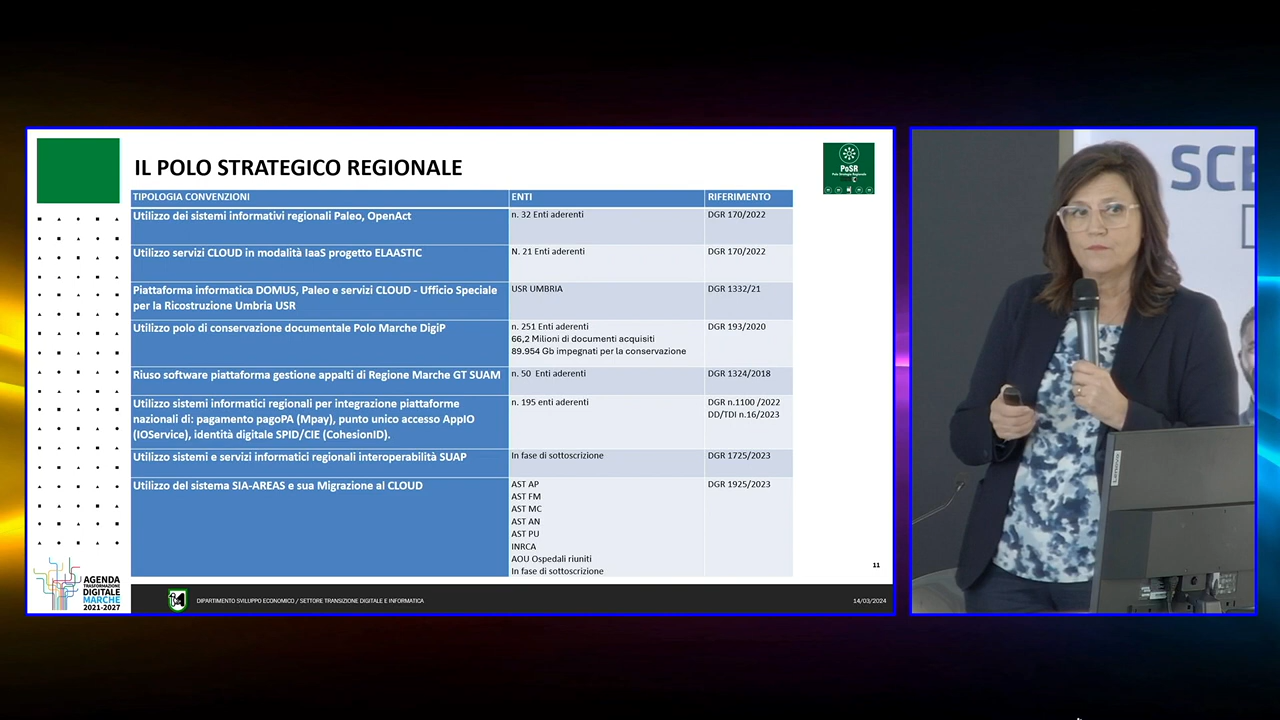 IL POLO STRATEGICO REGIONALE
PoSR
Polo Strategico Regionale
TIPOLOGIA CONVENZIONI ENTI RIFERIMENTO
Utilizzo dei sistemi informativi regionali Paleo, OpenAct n. 32 Enti aderenti DGR 170/2022
Utilizzo servizi CLOUD in modalità IaaS progetto ELAASTIC N. 21 Enti aderenti DGR 170/2022
Piattaforma informatica DOMUS, Paleo e servizi CLOUD - Ufficio Speciale USR UMBRIA DGR 1332/21
per la Ricostruzione Umbria USR
Utilizzo polo di conservazione documentale Polo Marche DigiP n. 251 Enti aderenti DGR 193/2020
66,2 Milioni di documenti acquisiti
89.954 Gb impegnati per la conservazione
Riuso software piattaforma gestione appalti di Regione Marche GT SUAM n. 50 Enti aderenti DGR 1324/2018
Utilizzo sistemi informatici regionali per integrazione piattaforme n. 195 enti aderenti DGR n.1100 /2022
nazionali di: pagamento pagoPA (Mpay), punto unico accesso AppIO DD/TDI n.16/2023
(IOService), identità digitale SPID/CIE (CohesionID).
Utilizzo sistemi e servizi informatici regionali interoperabilità SUAP In fase di sottoscrizione DGR 1725/2023
Utilizzo del sistema SIA-AREAS e sua Migrazione al CLOUD AST AP DGR 1925/2023
AST FM
AST MC
AST AN
AST PU
INRCA
AOU Ospedali riuniti
In fase di sottoscrizione
11
AGENDA
TRASFORMAZIONE
DIGITALE
MARCHE
2021-2027
DIPARTIMENTO SVILUPPO ECONOMICO / SETTORE TRANSIZIONE DIGITALE E INFORMATICA 14/03/2024